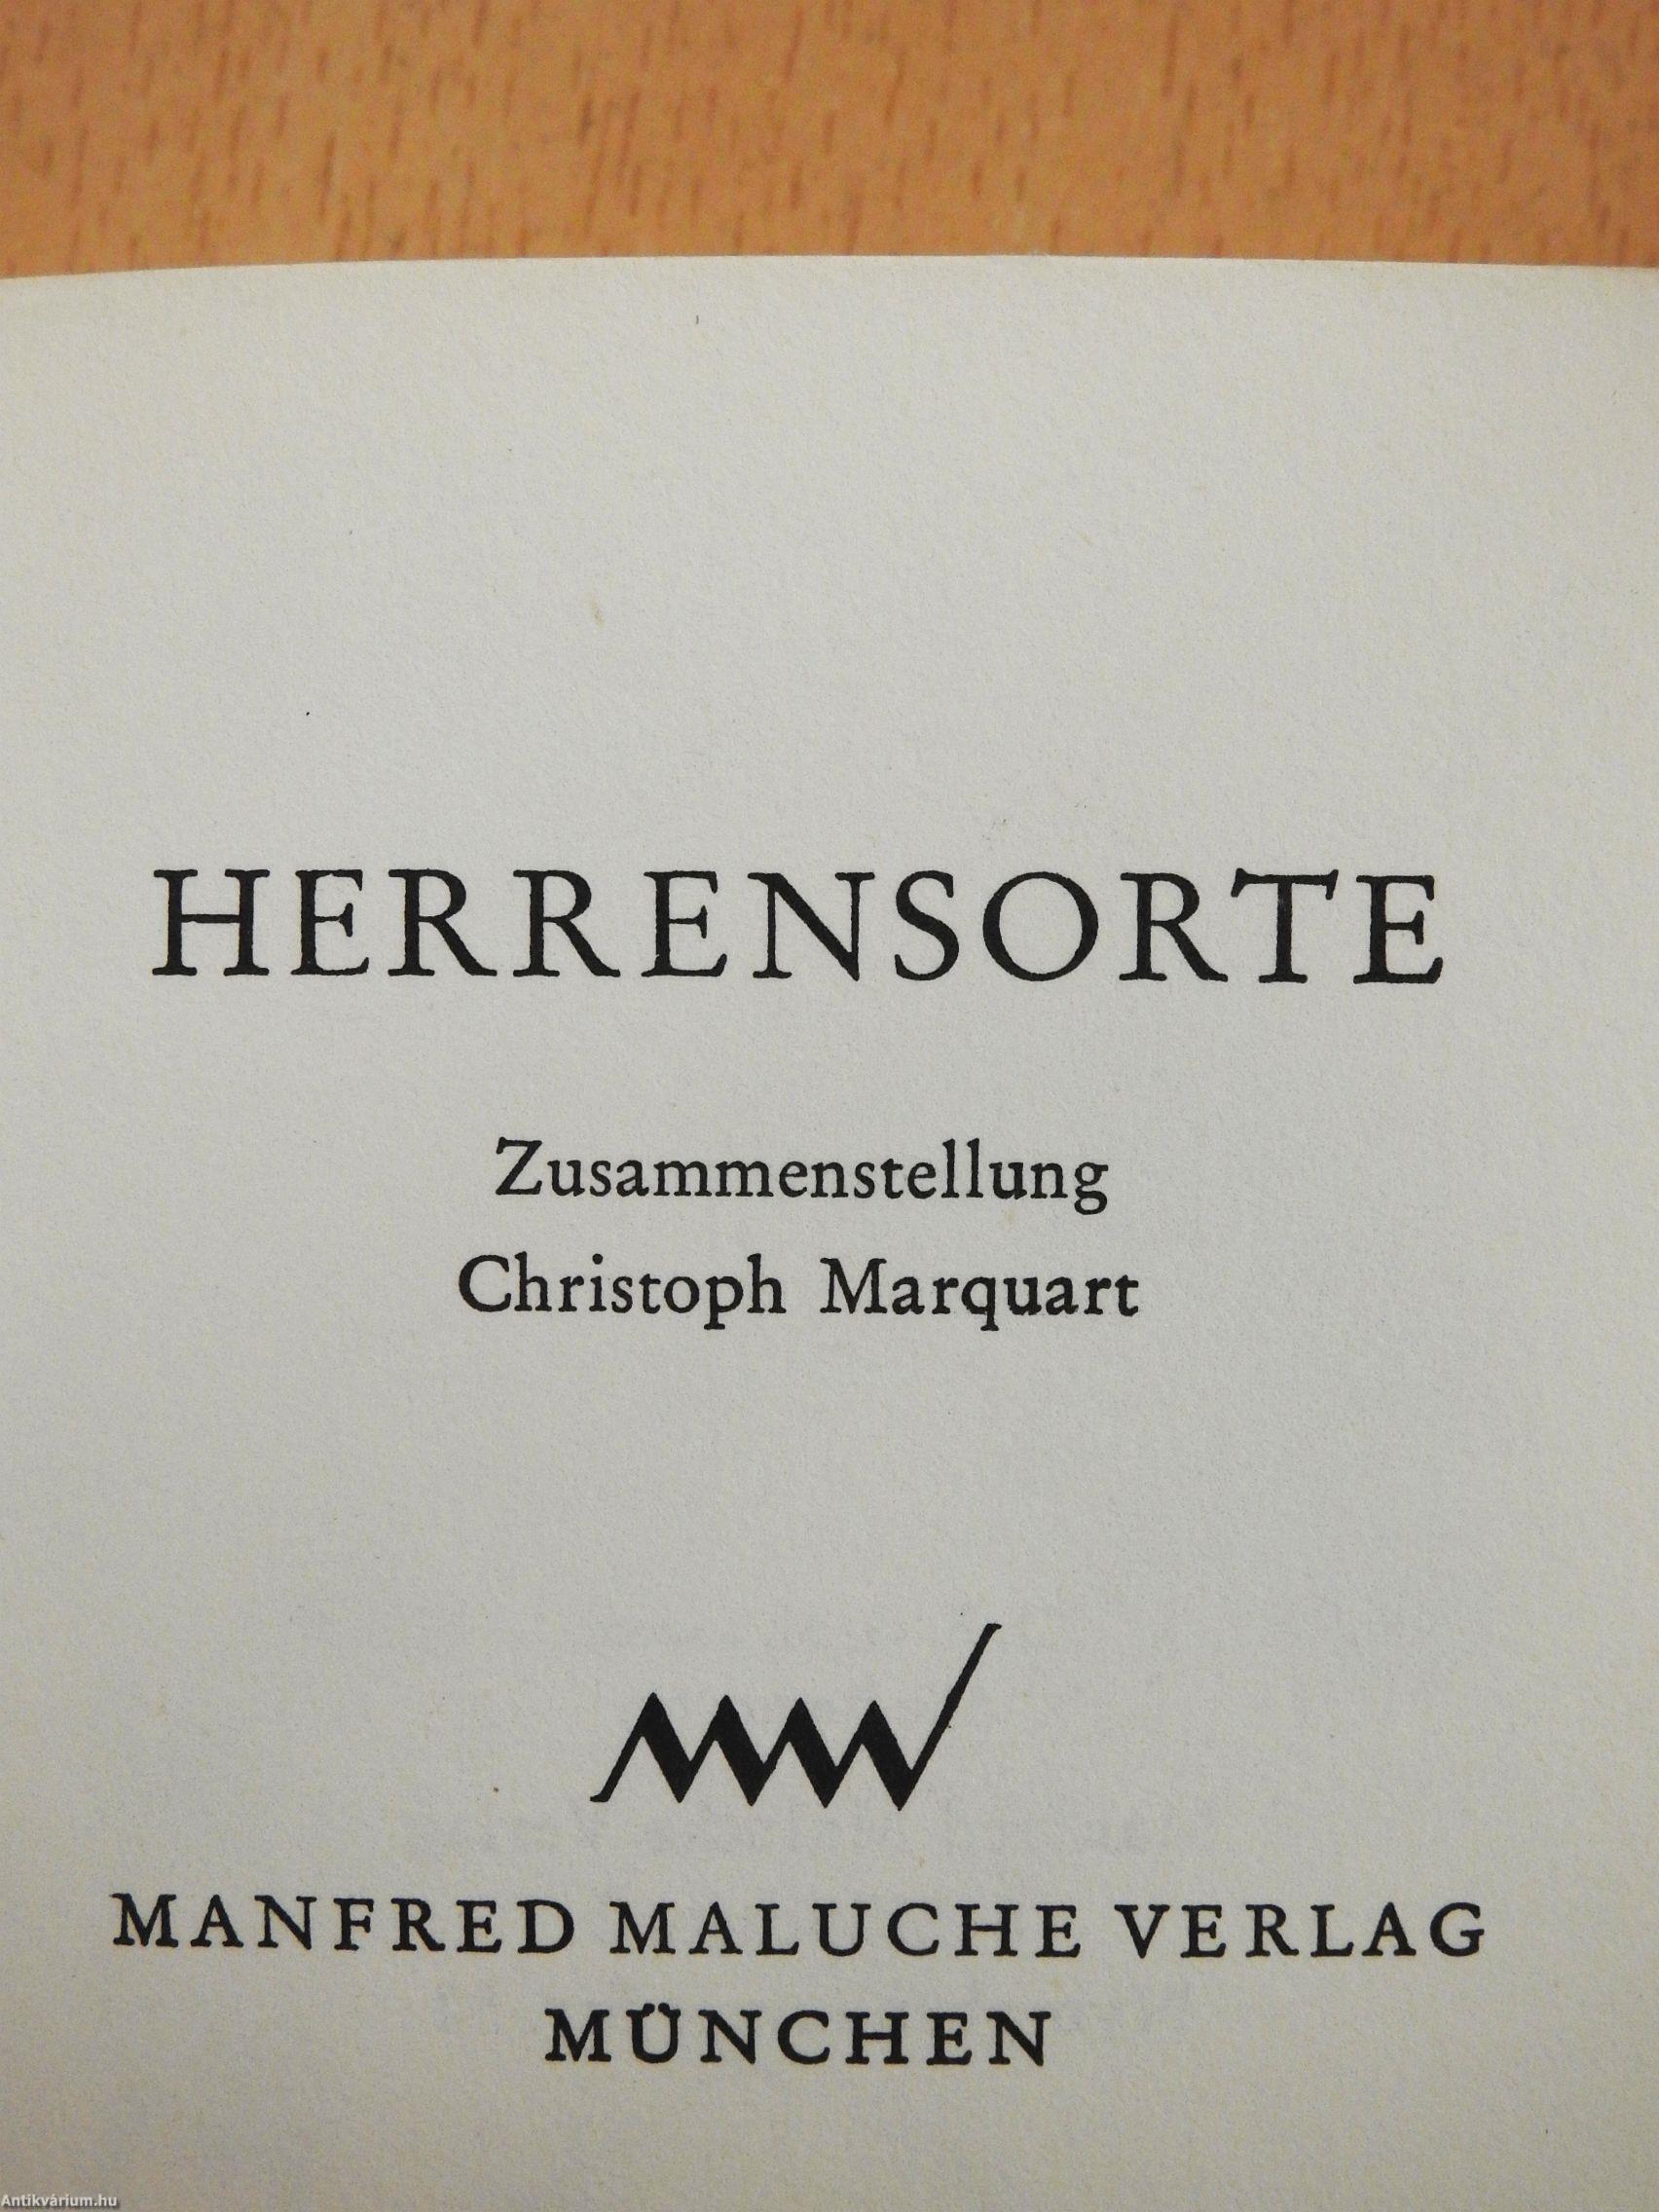 HERRENSORTE
Zusammenstellung
Christoph Marquart
MANFRED MALUCHE VERLAG
MÜNCHEN
Antikvárium.hu